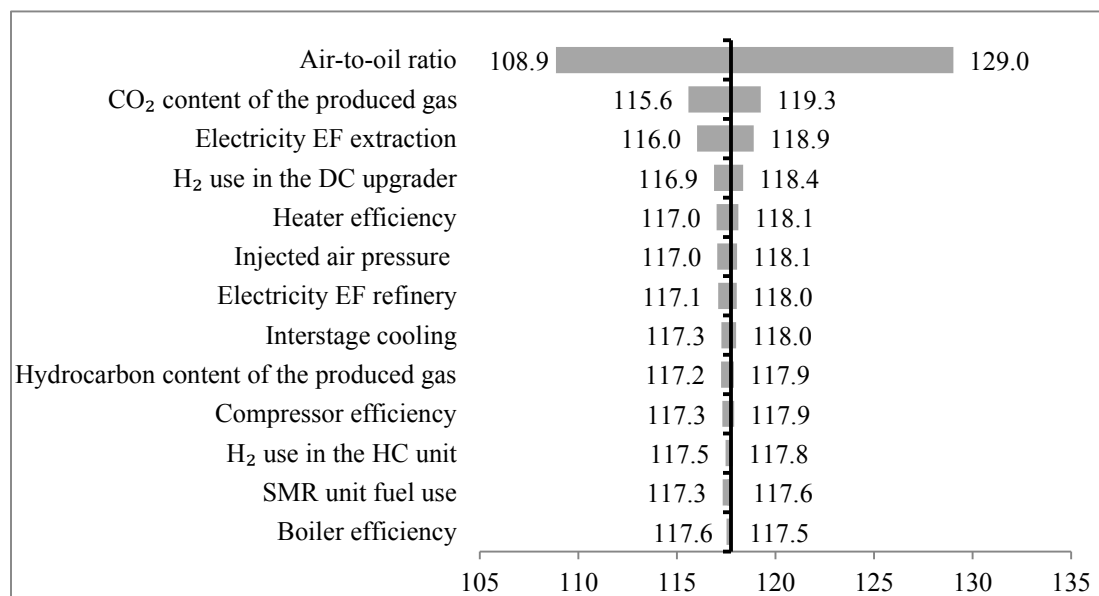 Air-to-oil ratio 108.9 129.0
CO₂ content of the produced gas 115.6 119.3
Electricity EF extraction 116.0 118.9
H₂ use in the DC upgrader 116.9 118.4
Heater efficiency 117.0 118.1
Injected air pressure 117.0 118.1
Electricity EF refinery 117.1 118.0
Interstage cooling 117.3 118.0
Hydrocarbon content of the produced gas 117.2 117.9
Compressor efficiency 117.3 117.9
H₂ use in the HC unit 117.5 117.8
SMR unit fuel use 117.3 117.6
Boiler efficiency 117.6 117.5
105 110 115 120 125 130 135